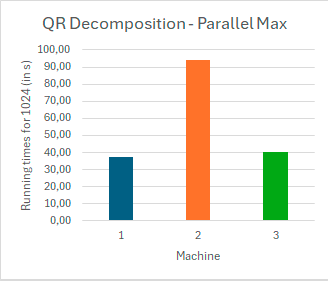 QR Decomposition - Parallel Max
Running times for 1024 (in s)
100,00
90,00
80,00
70,00
60,00
50,00
40,00
30,00
20,00
10,00
0,00
1 2 3
Machine